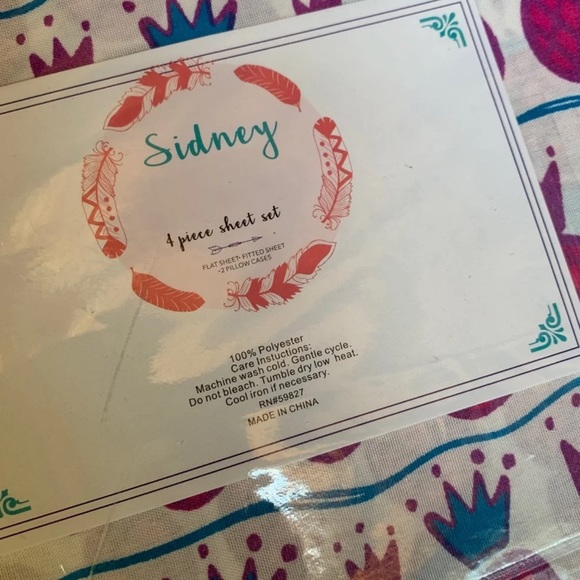 Sidney
4 piece sheet set
FLAT SHEET• FITTED SHEET
•2 PILLOW CASES
100% Polyester
Care Instuctions:
Machine wash cold. Gentle cycle.
Do not bleach. Tumble dry low heat.
Cool iron if necessary.
RN#59827
MADE IN CHINA